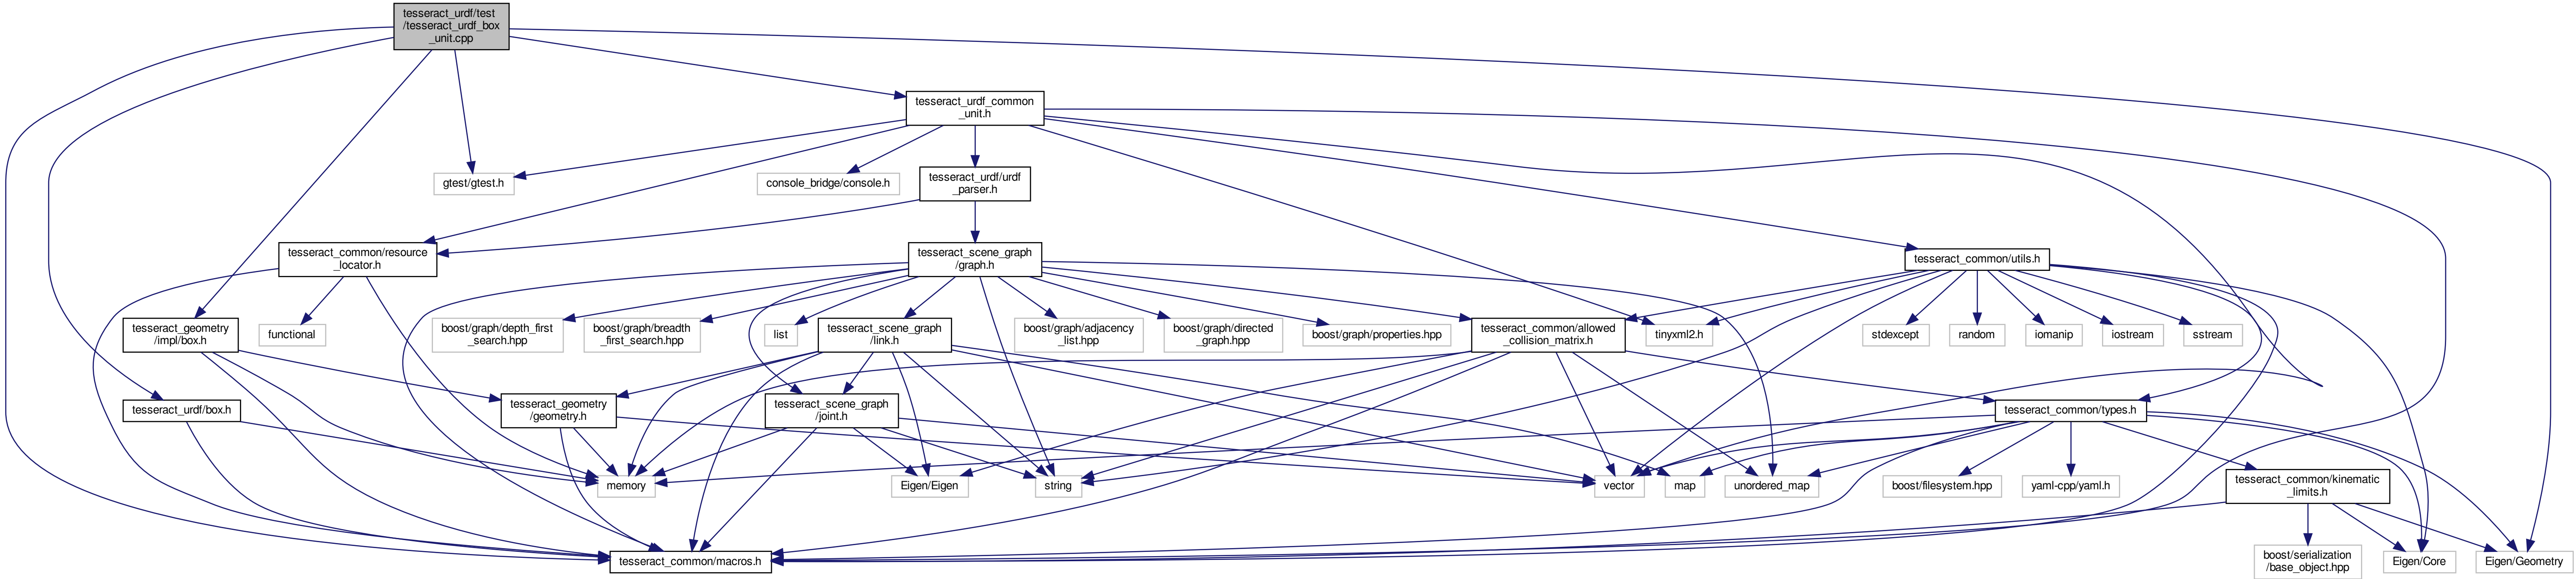 tesseract_urdf/test
/tesseract_urdf_box
_unit.cpp
tesseract_urdf_common
_unit.h
gtest/gtest.h
console_bridge/console.h
tesseract_urdf/urdf
_parser.h
tesseract_common/resource
_locator.h
tesseract_scene_graph
/graph.h
tesseract_common/utils.h
tesseract_geometry
/impl/box.h
functional
boost/graph/depth_first
_search.hpp
boost/graph/breadth
_first_search.hpp
list
tesseract_scene_graph
/link.h
boost/graph/adjacency
_list.hpp
boost/graph/directed
_graph.hpp
boost/graph/properties.hpp
tesseract_common/allowed
_collision_matrix.h
tinyxml2.h
stdexcept
random
iomanip
iostream
sstream
tesseract_urdf/box.h
tesseract_geometry
/geometry.h
tesseract_scene_graph
/joint.h
tesseract_common/types.h
memory
Eigen/Eigen
string
vector
map
unordered_map
boost/filesystem.hpp
yaml-cpp/yaml.h
tesseract_common/kinematic
_limits.h
tesseract_common/macros.h
boost/serialization
/base_object.hpp
Eigen/Core
Eigen/Geometry